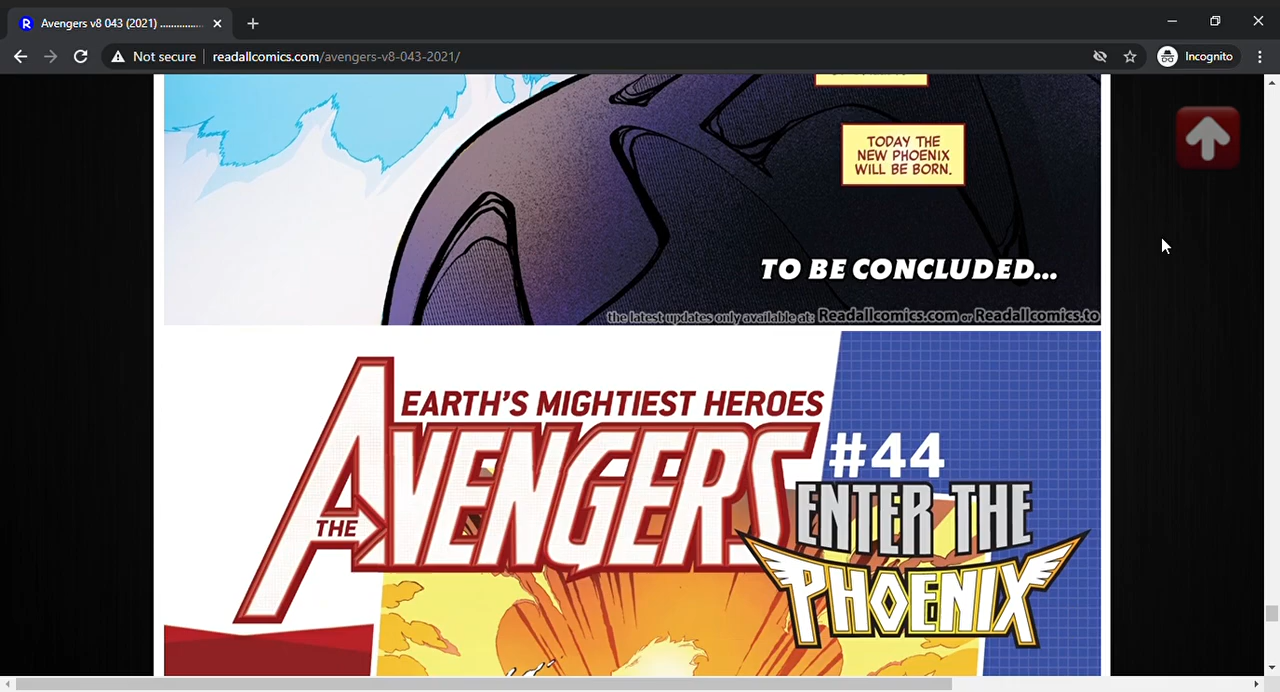 Avengers v8 043 (2021) ................
Not secure
readallcomics.com/avengers-v8-043-2021/
Incognito
TODAY THE
NEW PHOENIX
WILL BE BORN.
TO BE CONCLUDED...
the latest updates only available at: Readallcomics.com or Readallcomics.to
EARTH'S MIGHTIEST HEROES
THE AVENGERS
#44
ENTER THE
PHOENIX